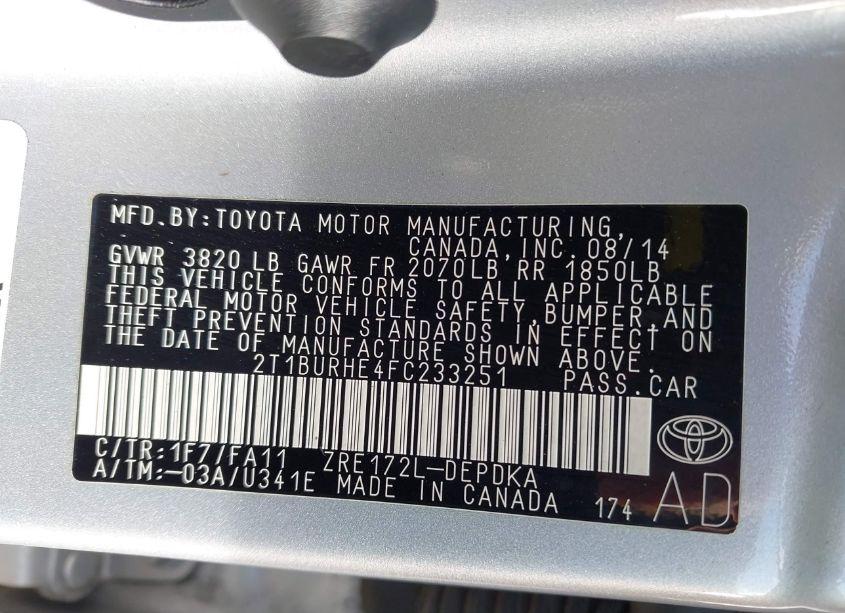 MFD. BY: TOYOTA MOTOR MANUFACTURING,
CANADA, INC. 08/14
GVWR 3820 LB GAWR FR 2070LB RR 1850LB
THIS VEHICLE CONFORMS TO ALL APPLICABLE
FEDERAL MOTOR VEHICLE SAFETY, BUMPER, AND
THEFT PREVENTION STANDARDS IN EFFECT ON
THE DATE OF MANUFACTURE SHOWN ABOVE.
2T1BURHE4FC233251 PASS. CAR
C/TR: 1F7/FA11 ZRE172L-DEPDKA
A/TM:-03A/U341E MADE IN CANADA 174 AD